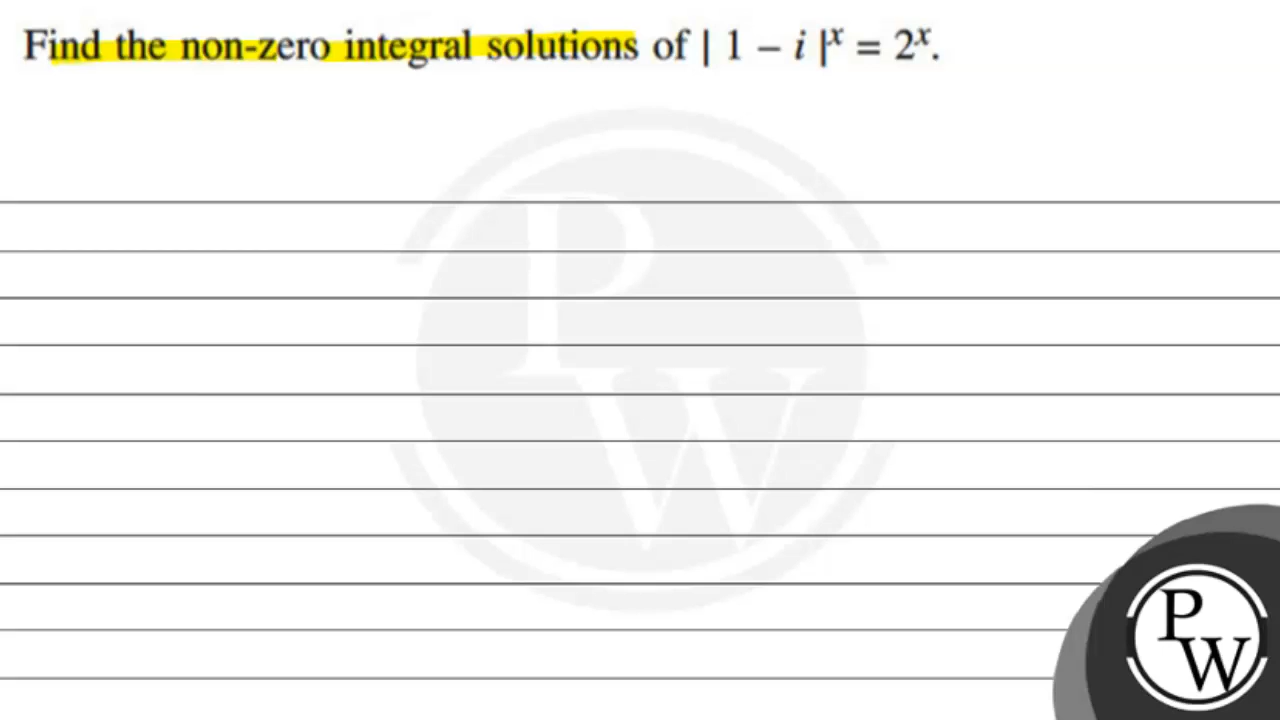 Find the non-zero integral solutions of | 1 – i |ˣ = 2ˣ.
P
W
P
W